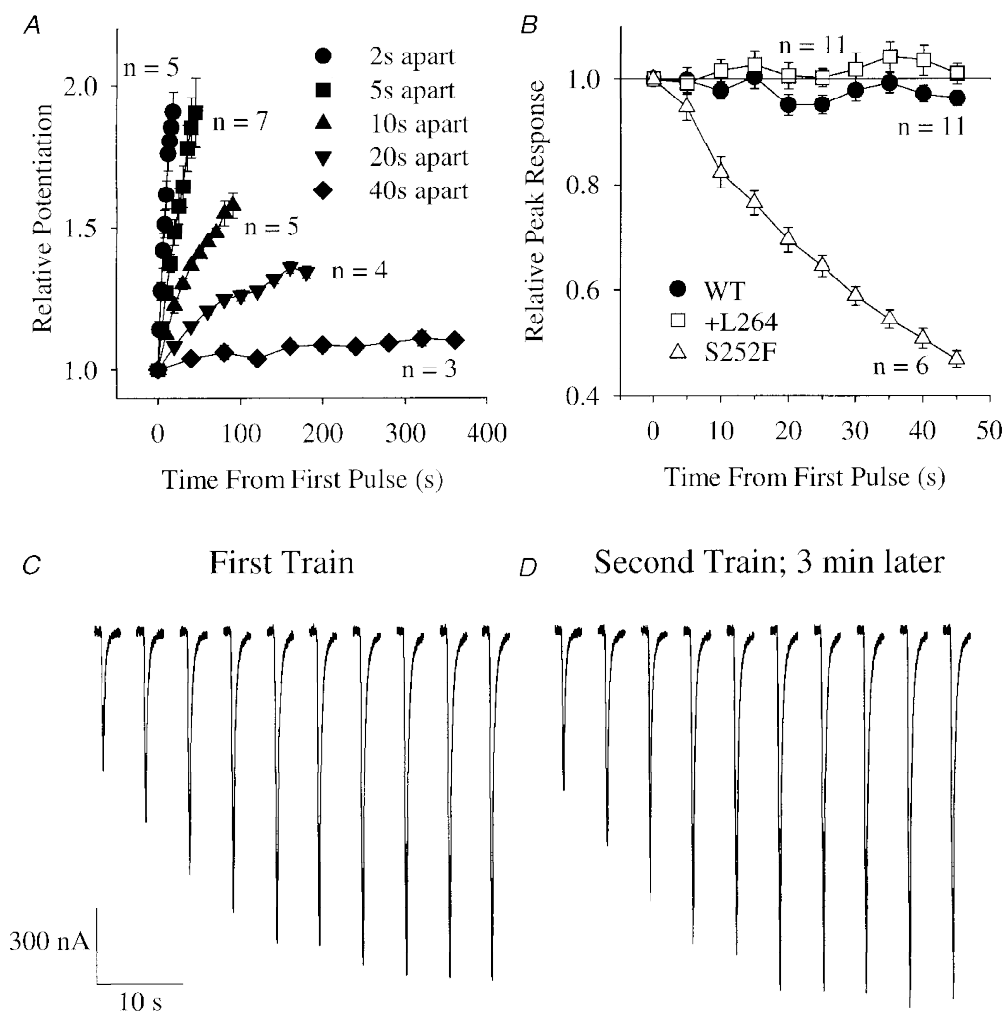 A
2s apart
5s apart
10s apart
20s apart
40s apart
n = 5
n = 7
n = 5
n = 4
n = 3
2.0
1.5
1.0
Relative Potentiation
0 100 200 300 400
Time From First Pulse (s)
B
n = 11
n = 11
WT
+L264
S252F
n = 6
1.0
0.8
0.6
0.4
Relative Peak Response
0 10 20 30 40 50
Time From First Pulse (s)
C First Train
D Second Train; 3 min later
300 nA
10 s